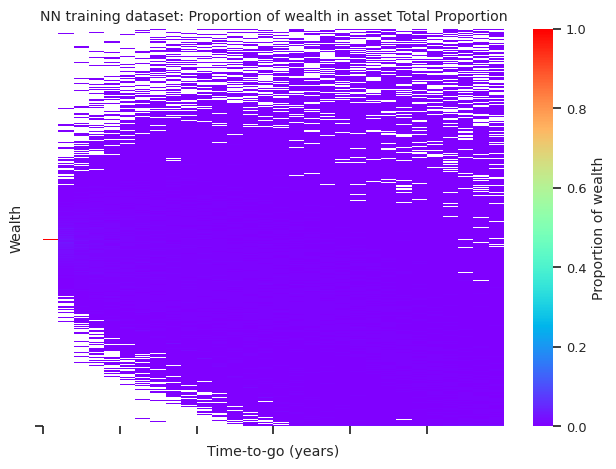 NN training dataset: Proportion of wealth in asset Total Proportion
Wealth
Time-to-go (years)
1.0
0.8
0.6
0.4
0.2
0.0
Proportion of wealth